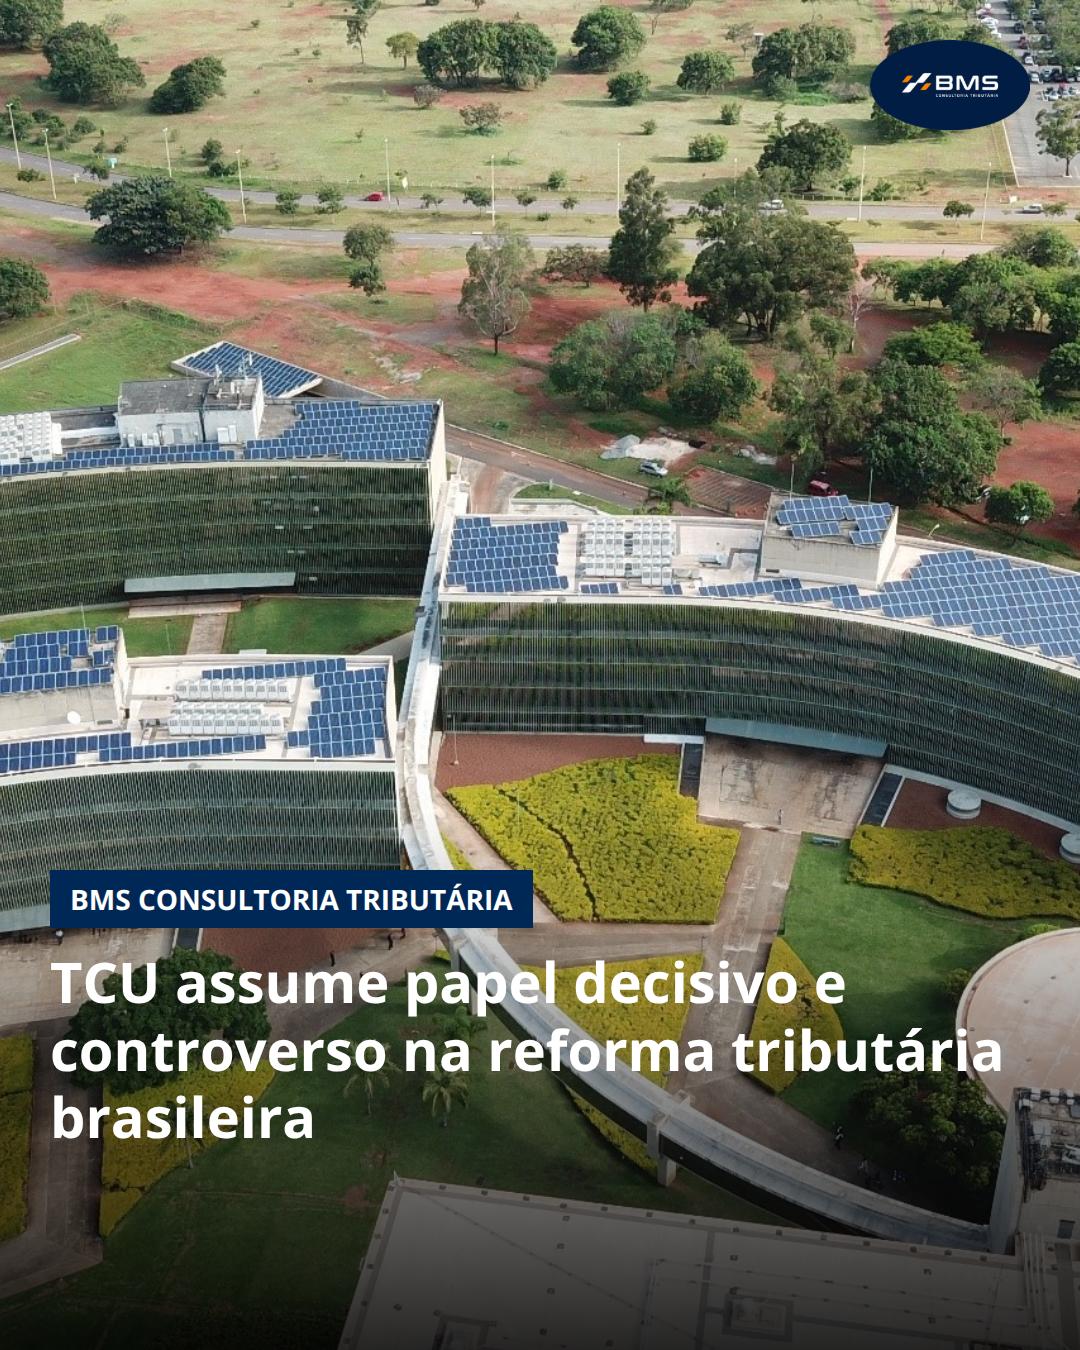 BMS
CONSULTORIA TRIBUTÁRIA
BMS CONSULTORIA TRIBUTÁRIA
TCU assume papel decisivo e
controverso na reforma tributária
brasileira